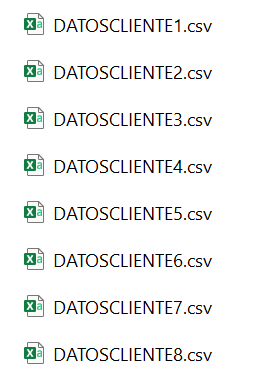 DATOSCLIENTE1.csv
DATOSCLIENTE2.csv
DATOSCLIENTE3.csv
DATOSCLIENTE4.csv
DATOSCLIENTE5.csv
DATOSCLIENTE6.csv
DATOSCLIENTE7.csv
DATOSCLIENTE8.csv